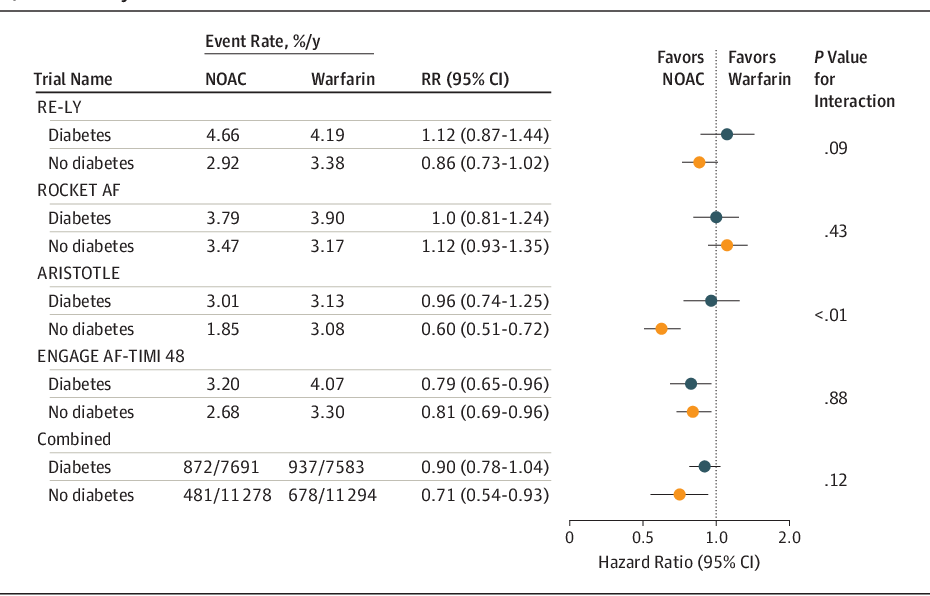 Event Rate, %/y
Favors NOAC
Favors Warfarin
P Value for Interaction
Trial Name NOAC Warfarin RR (95% CI)
RE-LY
Diabetes 4.66 4.19 1.12 (0.87-1.44)
.09
No diabetes 2.92 3.38 0.86 (0.73-1.02)
ROCKET AF
Diabetes 3.79 3.90 1.0 (0.81-1.24)
.43
No diabetes 3.47 3.17 1.12 (0.93-1.35)
ARISTOTLE
Diabetes 3.01 3.13 0.96 (0.74-1.25)
<.01
No diabetes 1.85 3.08 0.60 (0.51-0.72)
ENGAGE AF-TIMI 48
Diabetes 3.20 4.07 0.79 (0.65-0.96)
.88
No diabetes 2.68 3.30 0.81 (0.69-0.96)
Combined
Diabetes 872/7691 937/7583 0.90 (0.78-1.04)
.12
No diabetes 481/11278 678/11294 0.71 (0.54-0.93)
0 0.5 1.0 2.0
Hazard Ratio (95% CI)